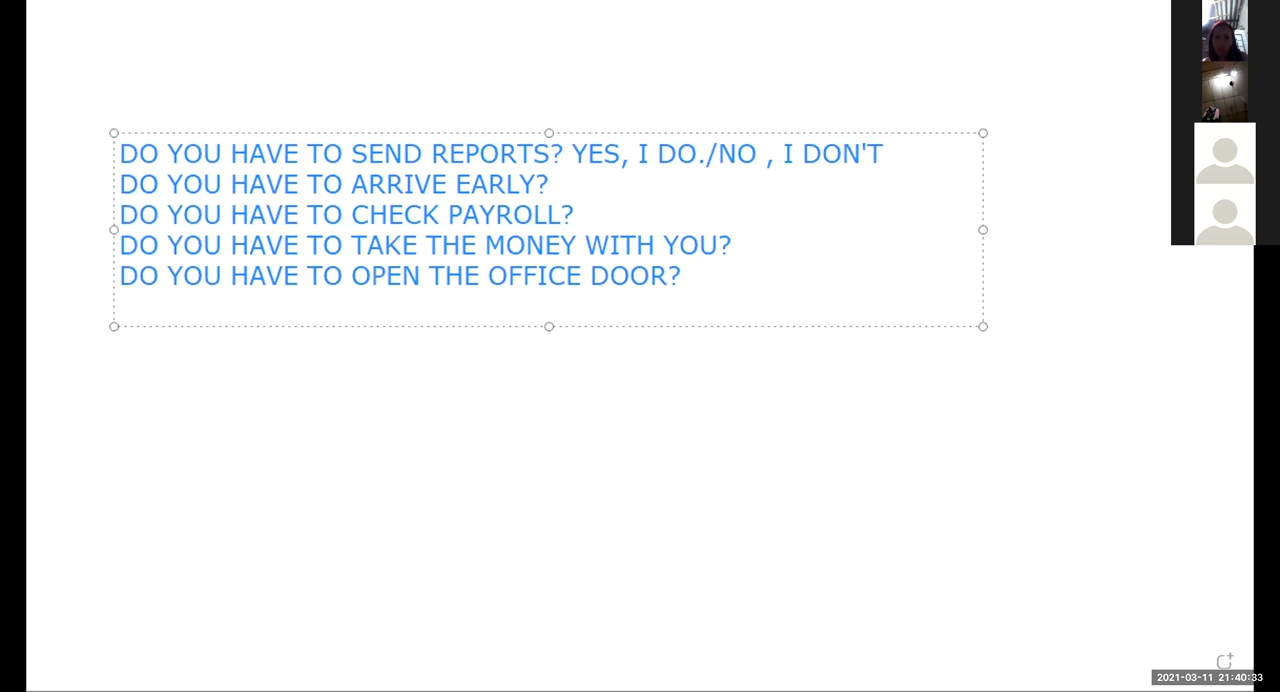 DO YOU HAVE TO SEND REPORTS? YES, I DO./NO , I DON'T
DO YOU HAVE TO ARRIVE EARLY?
DO YOU HAVE TO CHECK PAYROLL?
DO YOU HAVE TO TAKE THE MONEY WITH YOU?
DO YOU HAVE TO OPEN THE OFFICE DOOR?
2021-03-11 21:40:33